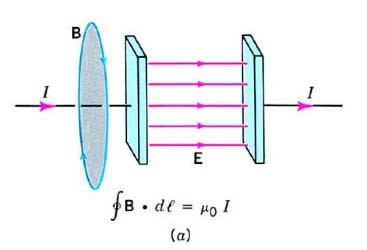 B
I
I
E
∮B • dℓ = μ₀ I
(a)